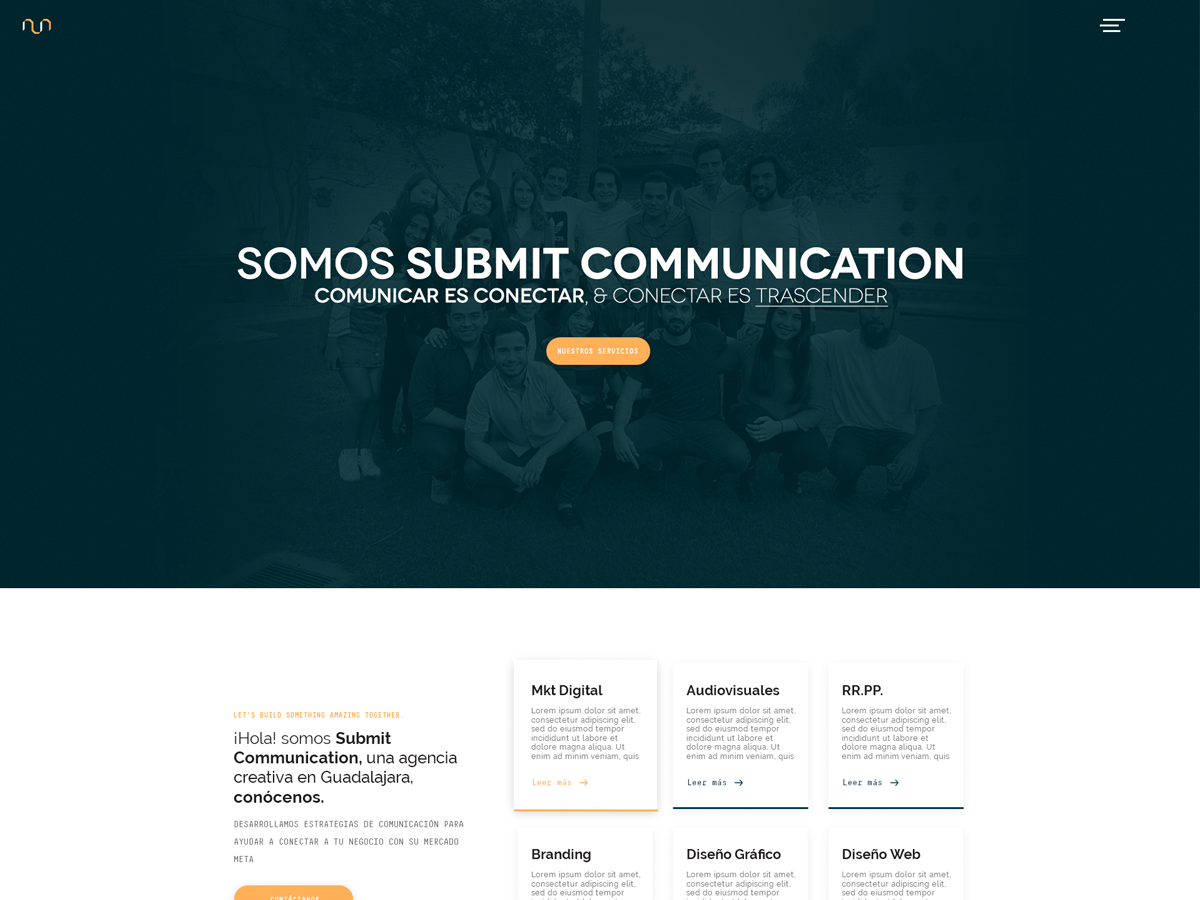 SOMOS SUBMIT COMMUNICATION
COMUNICAR ES CONECTAR, & CONECTAR ES TRASCENDER
NUESTROS SERVICIOS
LET'S BUILD SOMETHING AMAZING TOGETHER.
¡Hola! somos Submit
Communication, una agencia
creativa en Guadalajara,
conócenos.
DESARROLLAMOS ESTRATEGIAS DE COMUNICACIÓN PARA
AYUDAR A CONECTAR A TU NEGOCIO CON SU MERCADO
META
CONTÁCTANOS
Mkt Digital
Lorem ipsum dolor sit amet,
consectetur adipiscing elit,
sed do eiusmod tempor
incididunt ut labore et
dolore magna aliqua. Ut
enim ad minim veniam, quis
Leer más
Audiovisuales
Lorem ipsum dolor sit amet,
consectetur adipiscing elit,
sed do eiusmod tempor
incididunt ut labore et
dolore magna aliqua. Ut
enim ad minim veniam, quis
Leer más
RR.PP.
Lorem ipsum dolor sit amet,
consectetur adipiscing elit,
sed do eiusmod tempor
incididunt ut labore et
dolore magna aliqua. Ut
enim ad minim veniam, quis
Leer más
Branding
Lorem ipsum dolor sit amet,
consectetur adipiscing elit,
sed do eiusmod tempor
Diseño Gráfico
Lorem ipsum dolor sit amet,
consectetur adipiscing elit,
sed do eiusmod tempor
Diseño Web
Lorem ipsum dolor sit amet,
consectetur adipiscing elit,
sed do eiusmod tempor